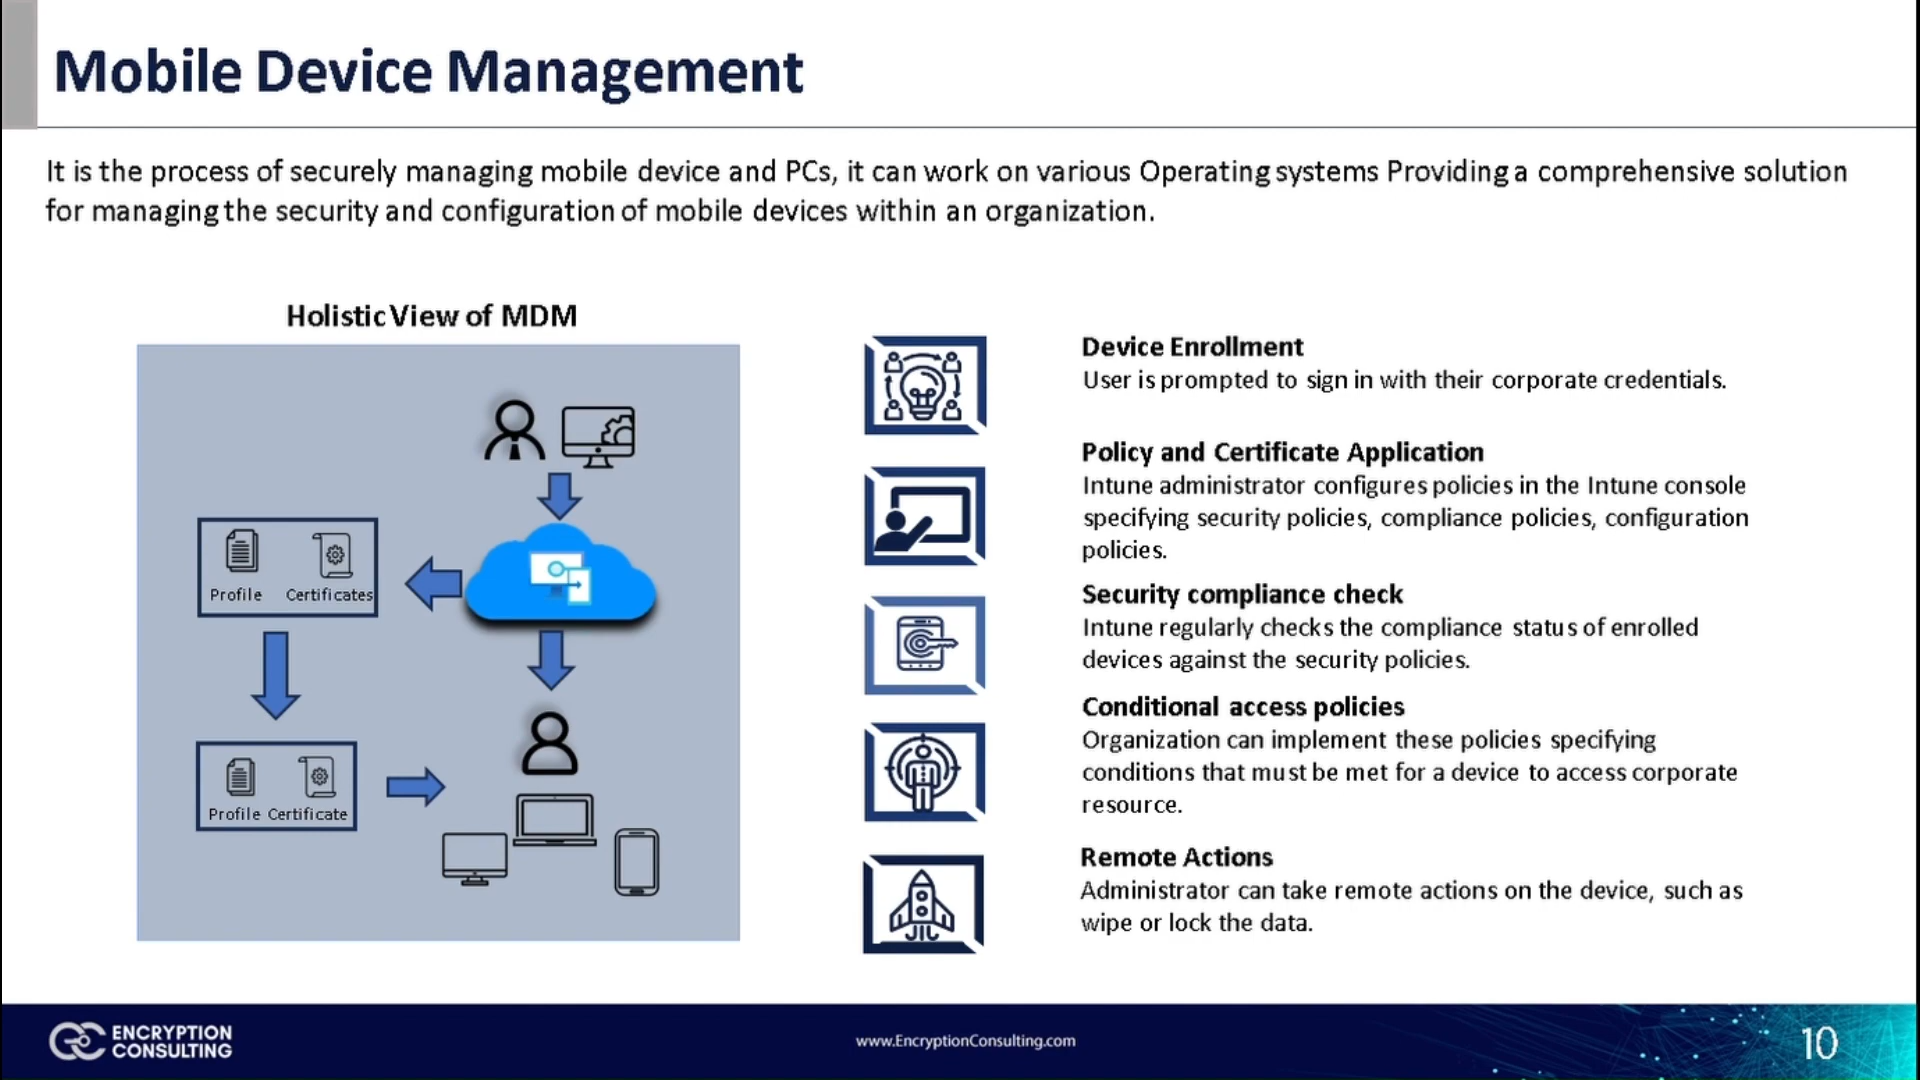 Mobile Device Management
It is the process of securely managing mobile device and PCs, it can work on various Operating systems Providing a comprehensive solution
for managing the security and configuration of mobile devices within an organization.
Holistic View of MDM
Profile Certificates
Profile Certificate
Device Enrollment
User is prompted to sign in with their corporate credentials.
Policy and Certificate Application
Intune administrator configures policies in the Intune console
specifying security policies, compliance policies, configuration
policies.
Security compliance check
Intune regularly checks the compliance status of enrolled
devices against the security policies.
Conditional access policies
Organization can implement these policies specifying
conditions that must be met for a device to access corporate
resource.
Remote Actions
Administrator can take remote actions on the device, such as
wipe or lock the data.
ENCRYPTION
CONSULTING
www.EncryptionConsulting.com
10